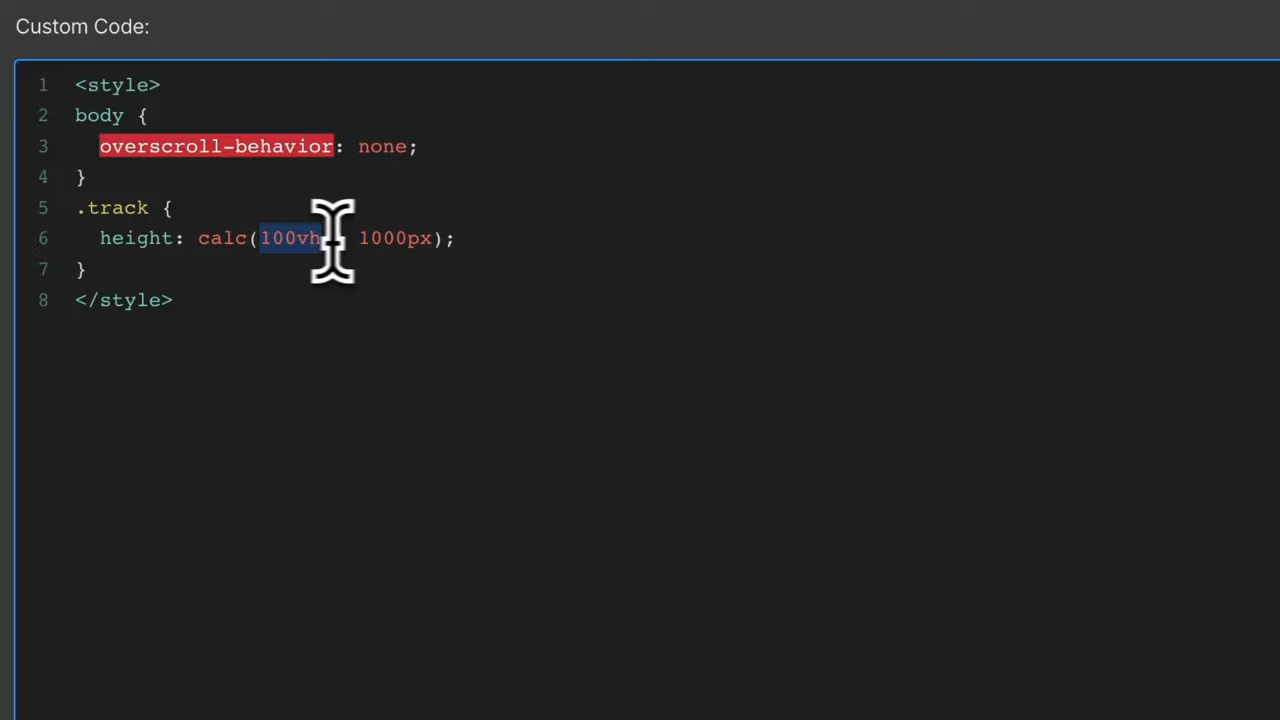 Custom Code:
1 <style>
2 body {
3 overscroll-behavior: none;
4 }
5 .track {
6 height: calc(100vh 1000px);
7 }
8 </style>